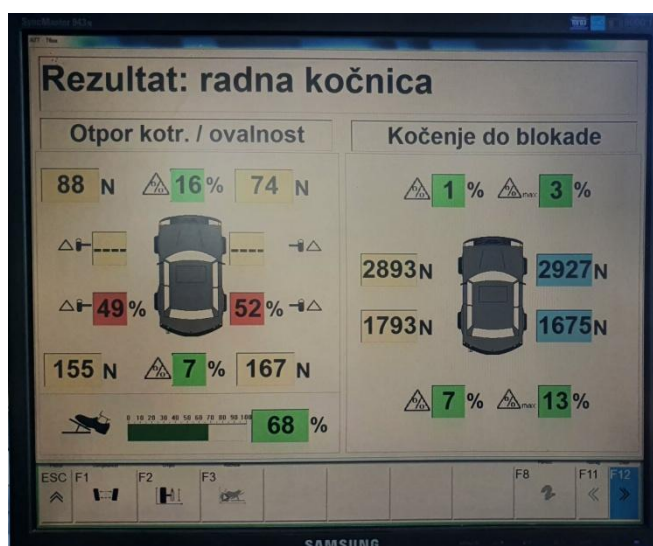 SyncMaster 943n
Rezultat: radna kočnica
Otpor kotr. / ovalnost
Kočenje do blokade
88 N % 16 % 74 N
% 1 % % max 3 %
---- ----
2893 N 2927 N
49 % 52 %
1793 N 1675 N
155 N % 7 % 167 N
% 7 % % max 13 %
0 10 20 30 40 50 60 70 80 90 100
68 %
ESC F1 F2 F3 F8 F11 F12
SAMSUNG